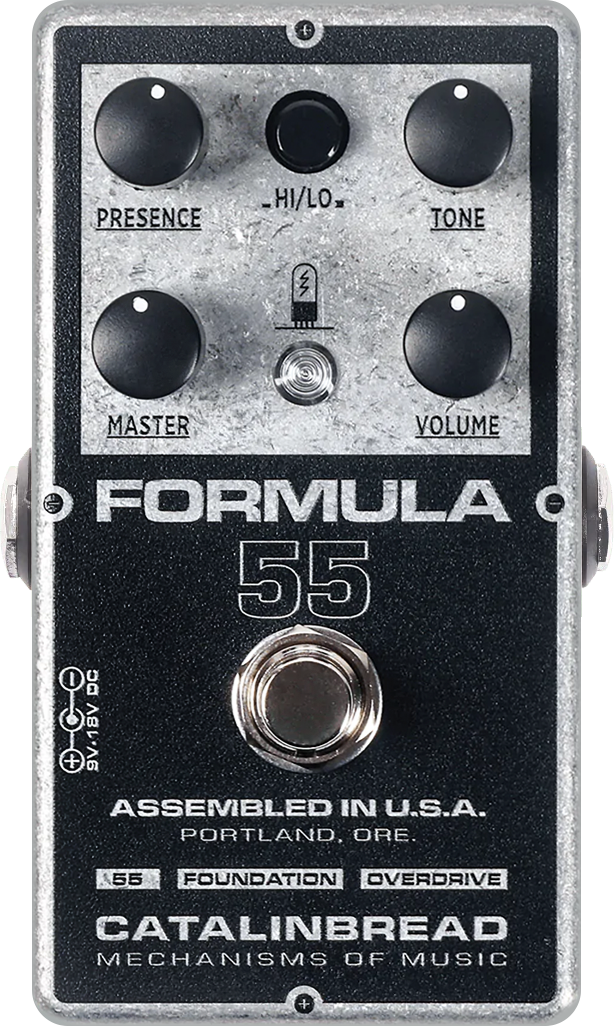 PRESENCE
HI/LO
TONE
MASTER
VOLUME
FORMULA
55
9V-18V DC
ASSEMBLED IN U.S.A.
PORTLAND, ORE.
55 FOUNDATION OVERDRIVE
CATALINBREAD
MECHANISMS OF MUSIC